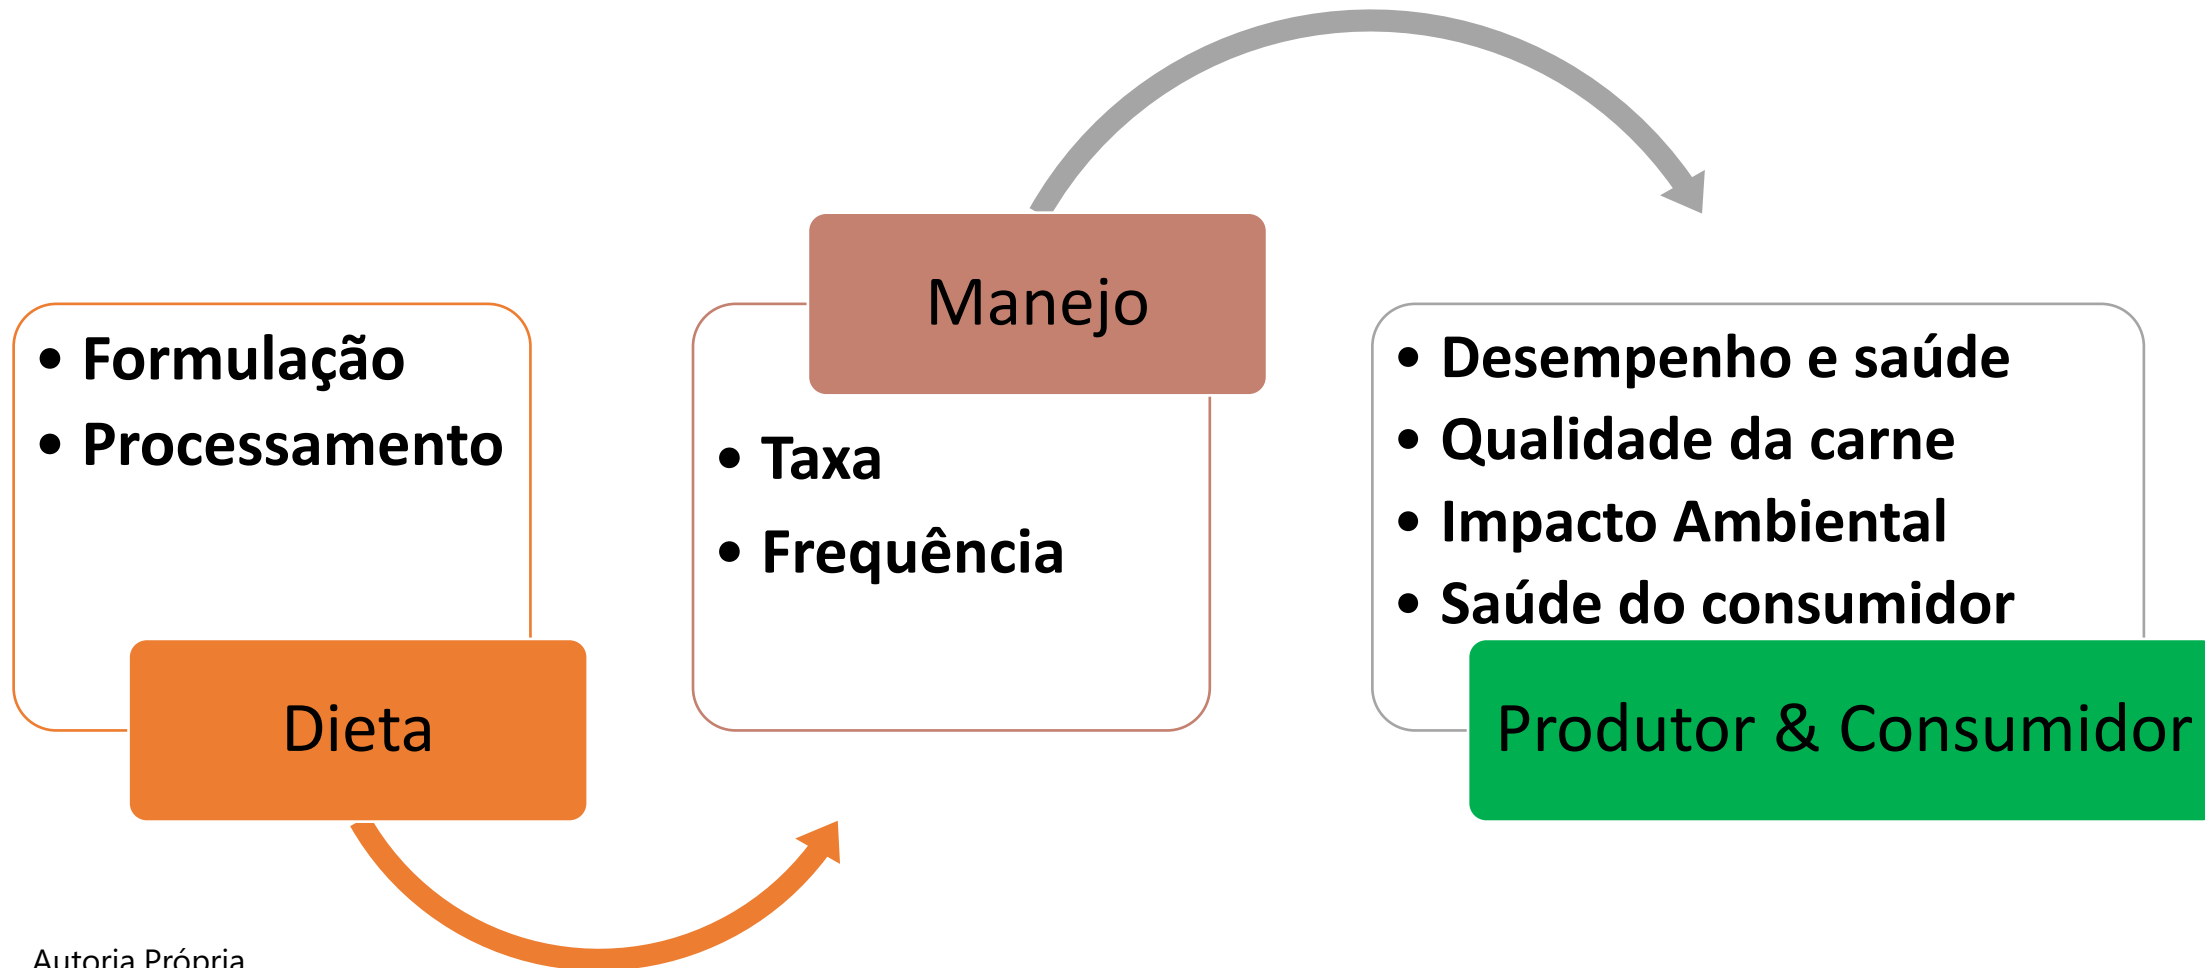 • Formulação
• Processamento
Dieta
Manejo
• Taxa
• Frequência
• Desempenho e saúde
• Qualidade da carne
• Impacto Ambiental
• Saúde do consumidor
Produtor & Consumidor
Autoria Própria